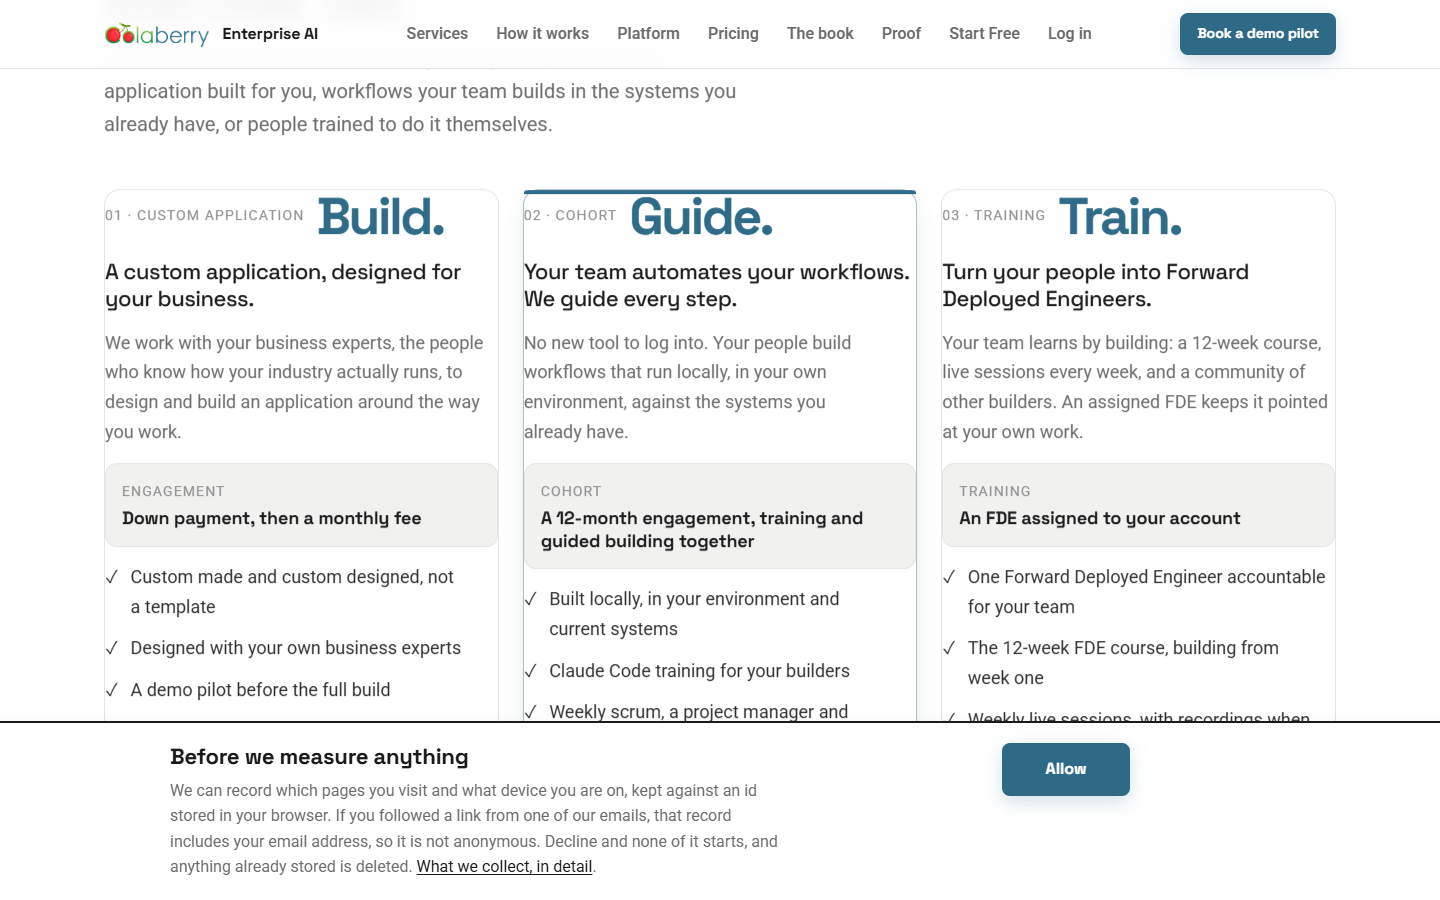 laberry Enterprise AI
Services How it works Platform Pricing The book Proof Start Free Log in
Book a demo pilot
application built for you, workflows your team builds in the systems you
already have, or people trained to do it themselves.
01 · CUSTOM APPLICATION Build.
A custom application, designed for
your business.
We work with your business experts, the people
who know how your industry actually runs, to
design and build an application around the way
you work.
ENGAGEMENT
Down payment, then a monthly fee
✓ Custom made and custom designed, not
a template
✓ Designed with your own business experts
✓ A demo pilot before the full build
02 · COHORT Guide.
Your team automates your workflows.
We guide every step.
No new tool to log into. Your people build
workflows that run locally, in your own
environment, against the systems you
already have.
COHORT
A 12-month engagement, training and
guided building together
✓ Built locally, in your environment and
current systems
✓ Claude Code training for your builders
✓ Weekly scrum, a project manager and
03 · TRAINING Train.
Turn your people into Forward
Deployed Engineers.
Your team learns by building: a 12-week course,
live sessions every week, and a community of
other builders. An assigned FDE keeps it pointed
at your own work.
TRAINING
An FDE assigned to your account
✓ One Forward Deployed Engineer accountable
for your team
✓ The 12-week FDE course, building from
week one
✓ Weekly live sessions, with recordings when
Before we measure anything
We can record which pages you visit and what device you are on, kept against an id
stored in your browser. If you followed a link from one of our emails, that record
includes your email address, so it is not anonymous. Decline and none of it starts, and
anything already stored is deleted. What we collect, in detail.
Allow